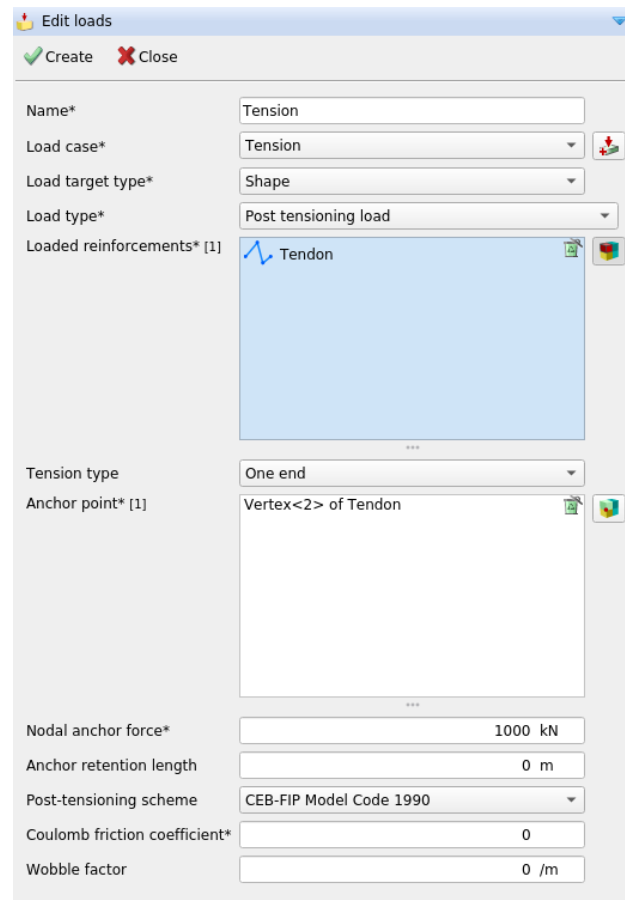 Edit loads
Create Close
Name* Tension
Load case* Tension
Load target type* Shape
Load type* Post tensioning load
Loaded reinforcements* [1] Tendon
Tension type One end
Anchor point* [1] Vertex<2> of Tendon
Nodal anchor force* 1000 kN
Anchor retention length 0 m
Post-tensioning scheme CEB-FIP Model Code 1990
Coulomb friction coefficient* 0
Wobble factor 0 /m